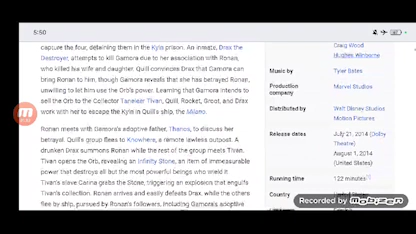 5:50
capture the four, detaining them in the Kyln prison. An inmate, Drax the
Destroyer, attempts to kill Gamora due to her association with Ronan,
who killed his wife and daughter. Quill convinces Drax that Gamora can
bring Ronan to him, though Gamora reveals that she has betrayed Ronan,
unwilling to let him use the Orb's power. Learning that Gamora intends to
sell the Orb to the Collector Taneleer Tivan, Quill, Rocket, Groot, and Drax
work with her to escape the Kyln in Quill's ship, the Milano.
Ronan meets with Gamora's adoptive father, Thanos, to discuss her
betrayal. Quill's group flees to Knowhere, a remote lawless outpost. A
drunken Drax summons Ronan while the rest of the group meets Tivan.
Tivan opens the Orb, revealing an Infinity Stone, an item of immeasurable
power that destroys all but the most powerful beings who wield it.
Tivan's slave Carina grabs the Stone, triggering an explosion that engulfs
Tivan's collection. Ronan arrives and easily defeats Drax, while the others
flee by ship, pursued by Ronan's followers, including Gamora's adoptive
Craig Wood
Hughes Winborne
Music by Tyler Bates
Production company Marvel Studios
Distributed by Walt Disney Studios
Motion Pictures
Release dates July 21, 2014 (Dolby
Theatre)
August 1, 2014
(United States)
Running time 122 minutes
Country
Recorded by mobizen